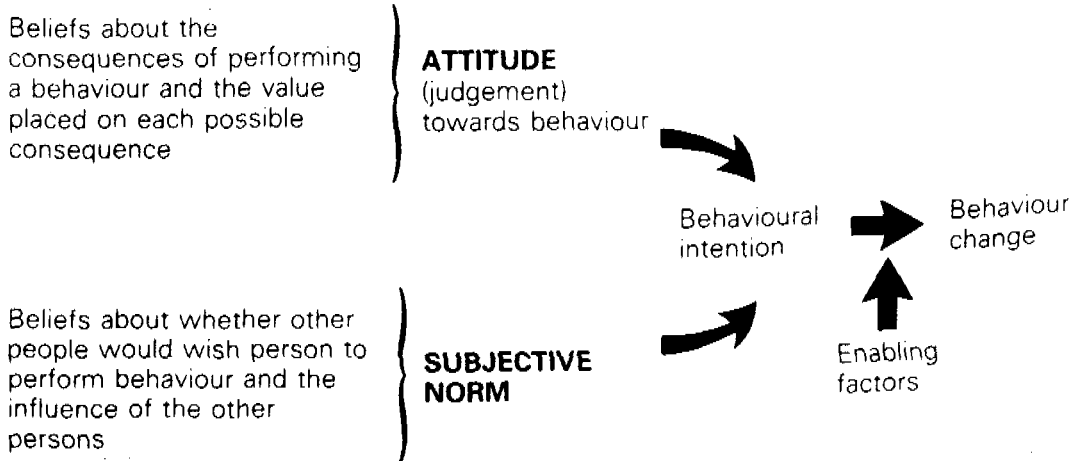 Beliefs about the
consequences of performing
a behaviour and the value
placed on each possible
consequence
ATTITUDE
(judgement)
towards behaviour
Behavioural
intention
Behaviour
change
Enabling
factors
Beliefs about whether other
people would wish person to
perform behaviour and the
influence of the other
persons
SUBJECTIVE
NORM